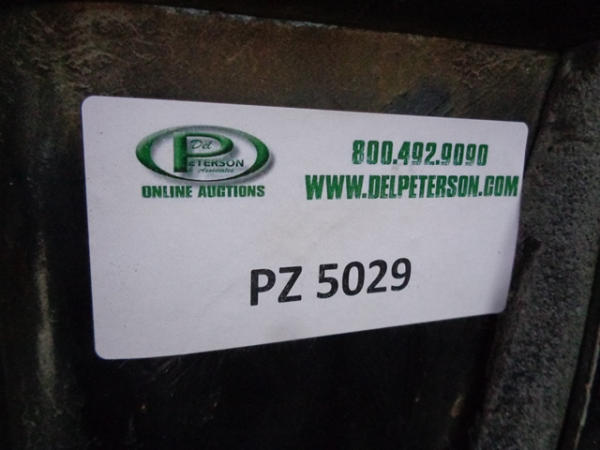 Del
PETERSON
Associates
ONLINE AUCTIONS
800.492.9090
WWW.DELPETERSON.COM
PZ 5029